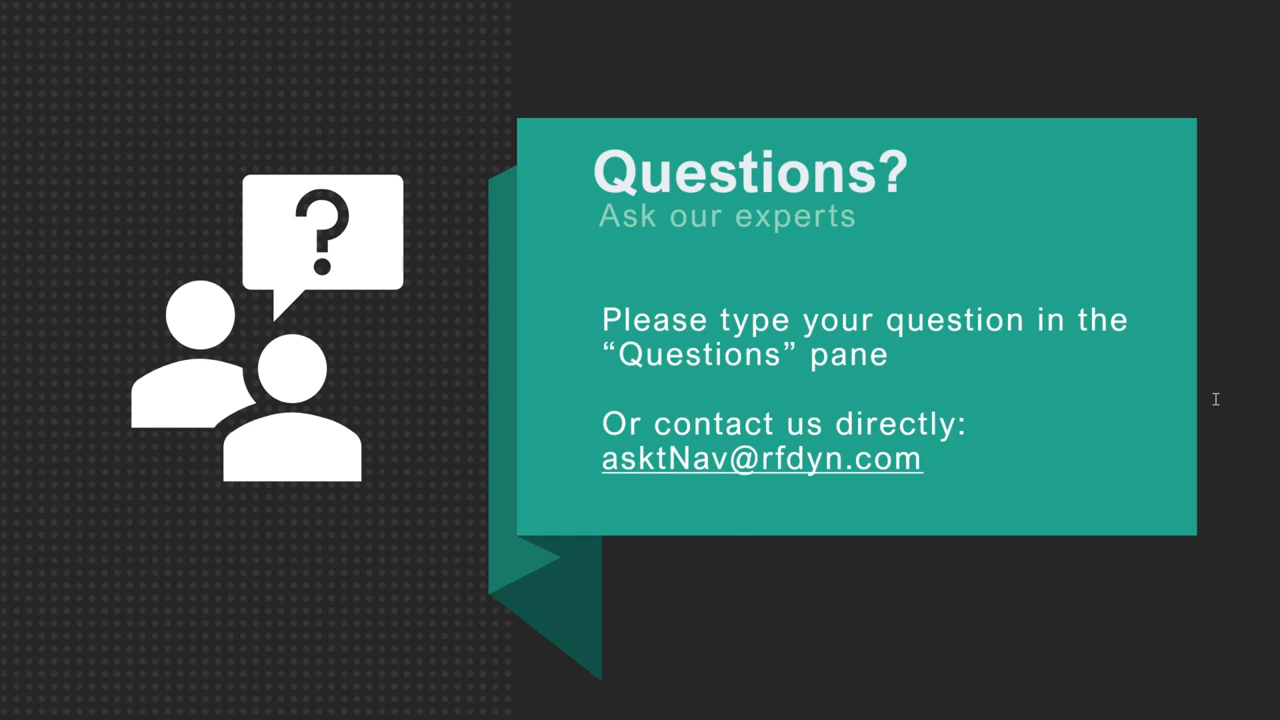 ?
Questions?
Ask our experts
Please type your question in the
“Questions” pane
Or contact us directly:
asktNav@rfdyn.com